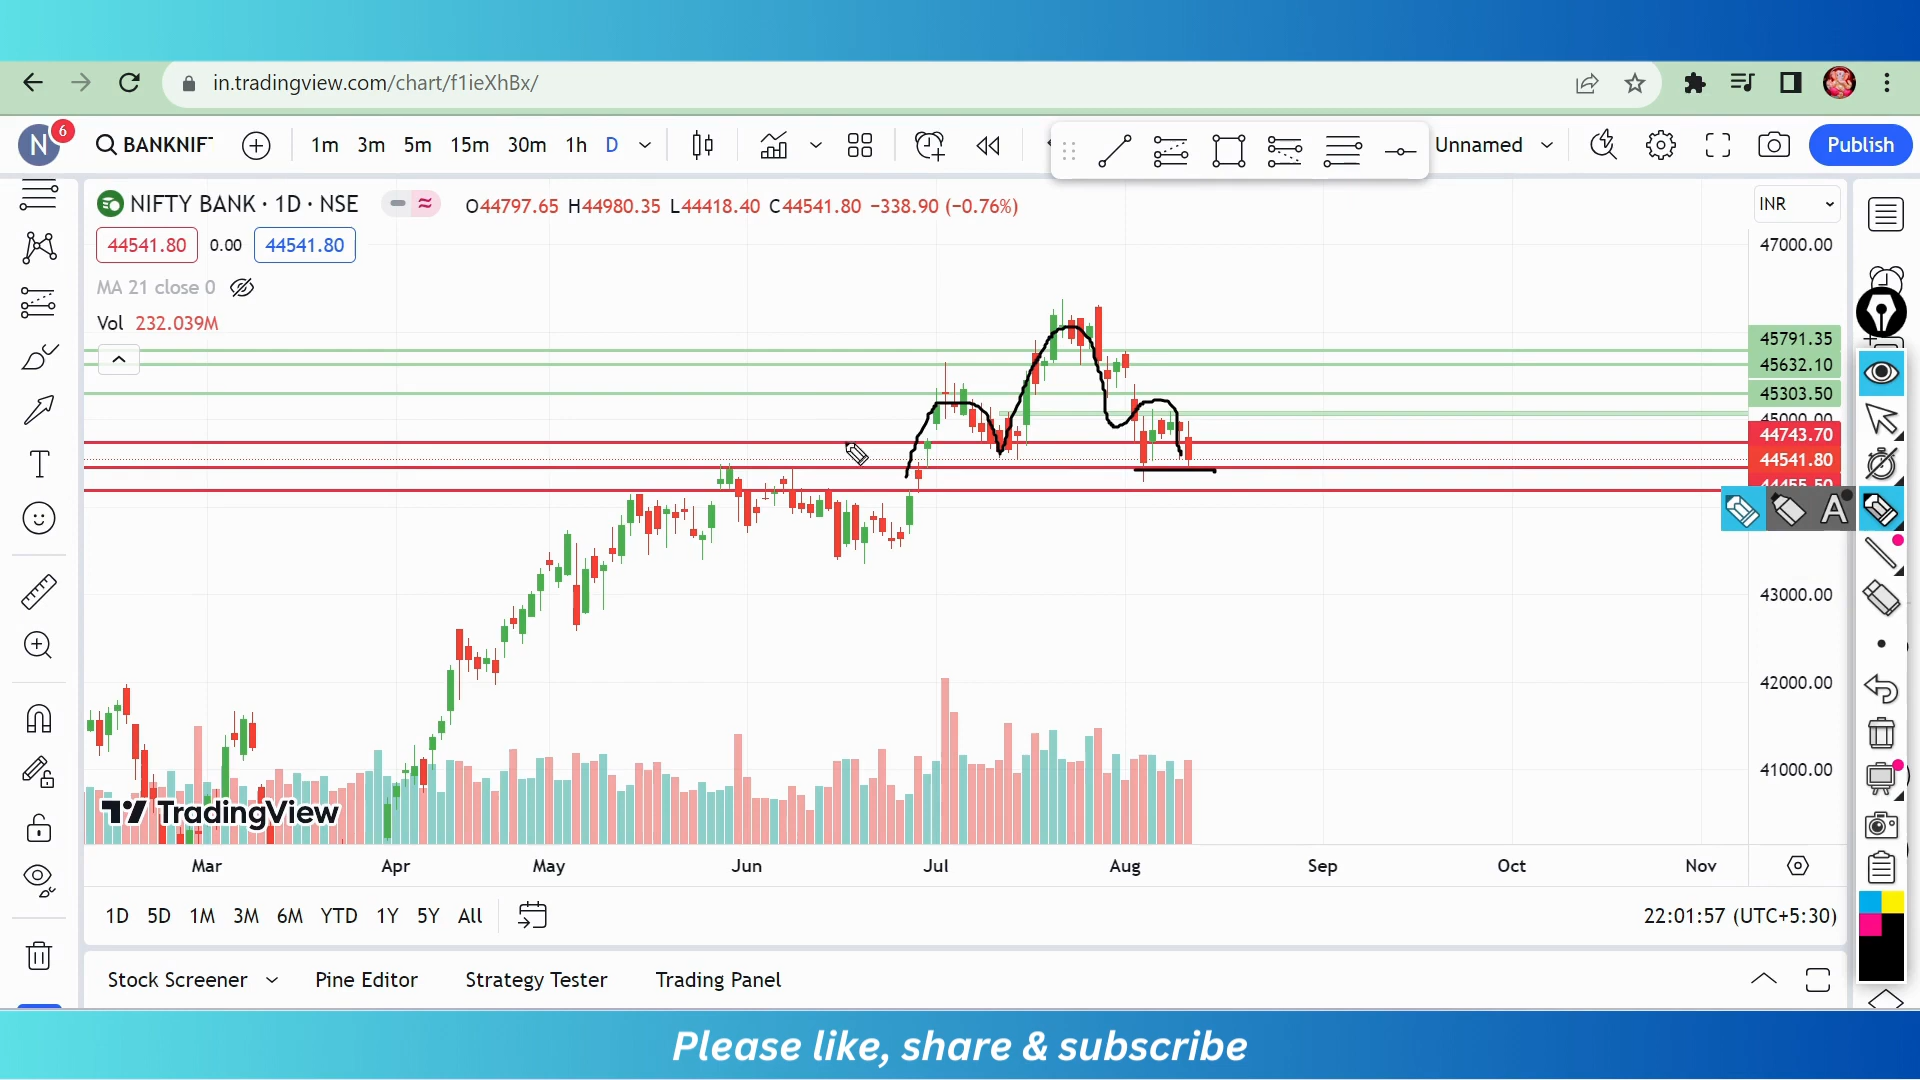 in.tradingview.com/chart/f1ieXhBx/
N 6 BANKNIF 1m 3m 5m 15m 30m 1h D Unnamed Publish
NIFTY BANK · 1D · NSE O44797.65 H44980.35 L44418.40 C44541.80 −338.90 (−0.76%) INR
44541.80 0.00 44541.80 47000.00
MA 21 close 0
Vol 232.039M
45791.35
45632.10
45303.50
45000.00
44743.70
44541.80
44455.50
A
43000.00
42000.00
41000.00
TradingView
Mar Apr May Jun Jul Aug Sep Oct Nov
1D 5D 1M 3M 6M YTD 1Y 5Y All 22:01:57 (UTC+5:30)
Stock Screener Pine Editor Strategy Tester Trading Panel
Please like, share & subscribe